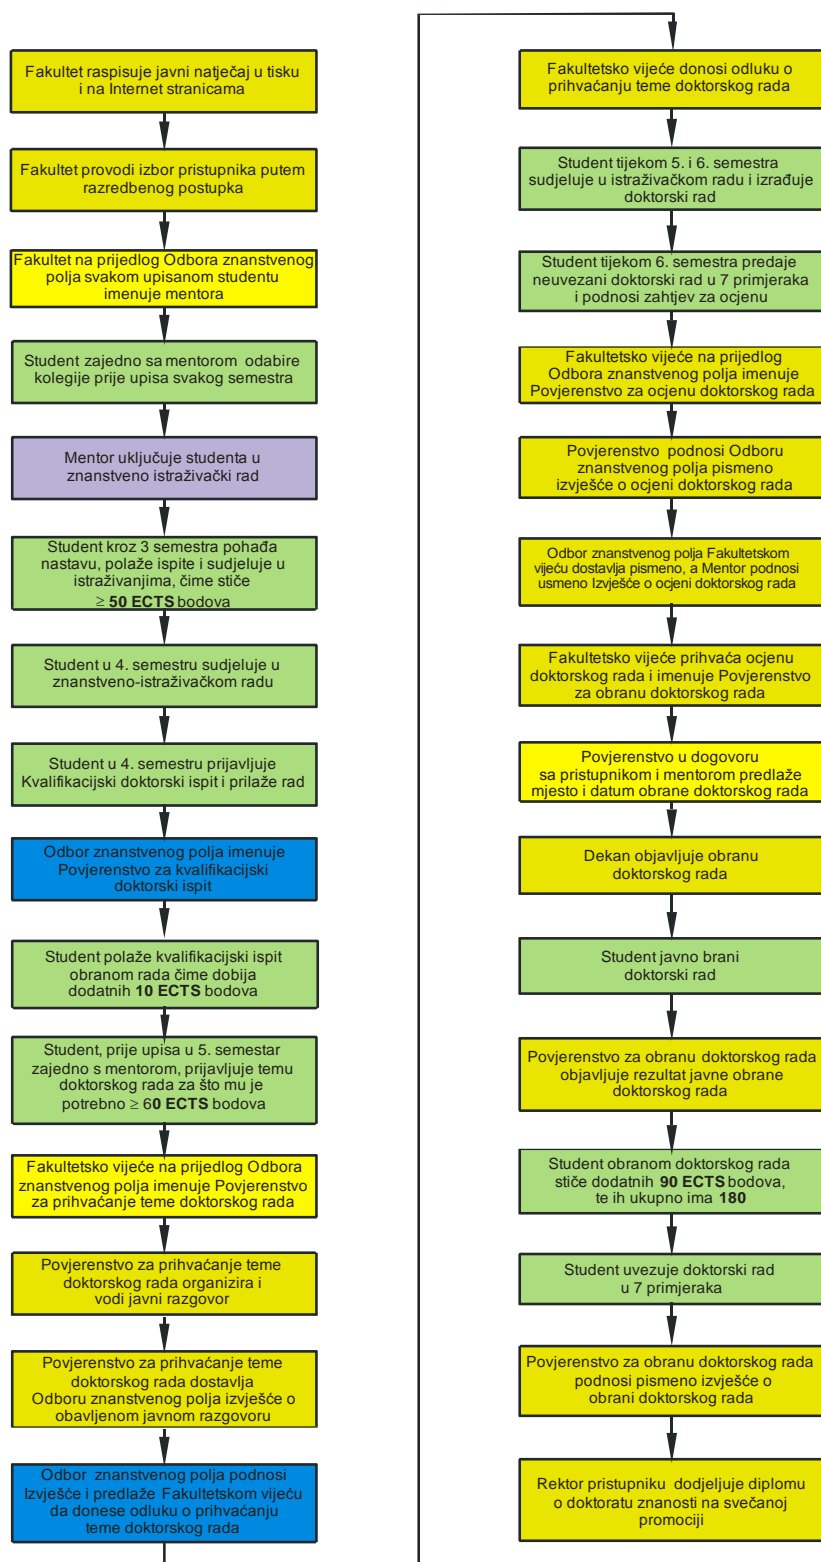 Fakultet raspisuje javni natječaj u tisku
i na Internet stranicama
Fakultet provodi izbor pristupnika putem
razredbenog postupka
Fakultet na prijedlog Odbora znanstvenog
polja svakom upisanom studentu
imenuje mentora
Student zajedno sa mentorom odabire
kolegije prije upisa svakog semestra
Mentor uključuje studenta u
znanstveno istraživački rad
Student kroz 3 semestra pohađa
nastavu, polaže ispite i sudjeluje u
istraživanjima, čime stiče
≥ 50 ECTS bodova
Student u 4. semestru sudjeluje u
znanstveno-istraživačkom radu
Student u 4. semestru prijavljuje
Kvalifikacijski doktorski ispit i prilaže rad
Odbor znanstvenog polja imenuje
Povjerenstvo za kvalifikacijski
doktorski ispit
Student polaže kvalifikacijski ispit
obranom rada čime dobija
dodatnih 10 ECTS bodova
Student, prije upisa u 5. semestar
zajedno s mentorom, prijavljuje temu
doktorskog rada za što mu je
potrebno ≥ 60 ECTS bodova
Fakultetsko vijeće na prijedlog Odbora
znanstvenog polja imenuje Povjerenstvo
za prihvaćanje teme doktorskog rada
Povjerenstvo za prihvaćanje teme
doktorskog rada organizira i
vodi javni razgovor
Povjerenstvo za prihvaćanje teme
doktorskog rada dostavlja
Odboru znanstvenog polja izvješće o
obavljenom javnom razgovoru
Odbor znanstvenog polja podnosi
Izvješće i predlaže Fakultetskom vijeću
da donese odluku o prihvaćanju
teme doktorskog rada
Fakultetsko vijeće donosi odluku o
prihvaćanju teme doktorskog rada
Student tijekom 5. i 6. semestra
sudjeluje u istraživačkom radu i izrađuje
doktorski rad
Student tijekom 6. semestra predaje
neuvezani doktorski rad u 7 primjeraka
i podnosi zahtjev za ocjenu
Fakultetsko vijeće na prijedlog
Odbora znanstvenog polja imenuje
Povjerenstvo za ocjenu doktorskog rada
Povjerenstvo podnosi Odboru
znanstvenog polja pismeno
izvješće o ocjeni doktorskog rada
Odbor znanstvenog polja Fakultetskom
vijeću dostavlja pismeno, a Mentor podnosi
usmeno Izvješće o ocjeni doktorskog rada
Fakultetsko vijeće prihvaća ocjenu
doktorskog rada i imenuje Povjerenstvo
za obranu doktorskog rada
Povjerenstvo u dogovoru
sa pristupnikom i mentorom predlaže
mjesto i datum obrane doktorskog rada
Dekan objavljuje obranu
doktorskog rada
Student javno brani
doktorski rad
Povjerenstvo za obranu doktorskog rada
objavljuje rezultat javne obrane
doktorskog rada
Student obranom doktorskog rada
stiče dodatnih 90 ECTS bodova,
te ih ukupno ima 180
Student uvezuje doktorski rad
u 7 primjeraka
Povjerenstvo za obranu doktorskog rada
podnosi pismeno izvješće o
obrani doktorskog rada
Rektor pristupniku dodjeljuje diplomu
o doktoratu znanosti na svečanoj
promociji